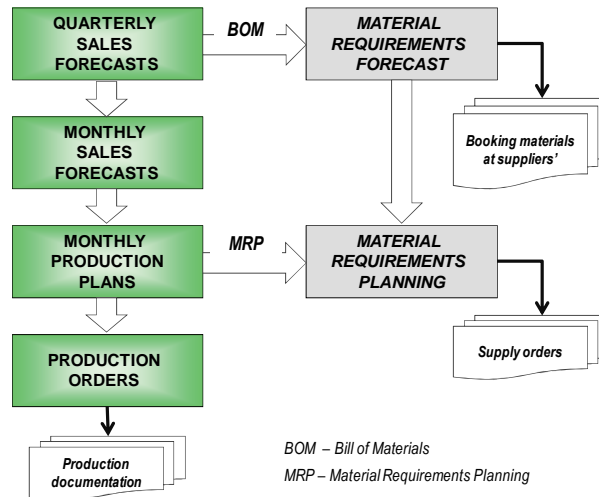 QUARTERLY
SALES
FORECASTS
BOM
MATERIAL
REQUIREMENTS
FORECAST
Booking materials
at suppliers’
MONTHLY
SALES
FORECASTS
MONTHLY
PRODUCTION
PLANS
MRP
MATERIAL
REQUIREMENTS
PLANNING
Supply orders
PRODUCTION
ORDERS
Production
documentation
BOM – Bill of Materials
MRP – Material Requirements Planning